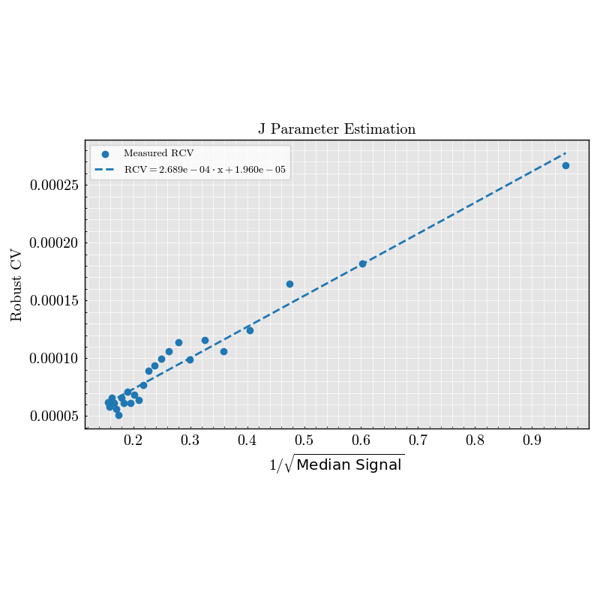 J Parameter Estimation
Measured RCV
RCV = 2.689e − 04 · x + 1.960e − 05
0.00025
0.00020
0.00015
0.00010
0.00005
Robust CV
0.2 0.3 0.4 0.5 0.6 0.7 0.8 0.9
1/√Median Signal